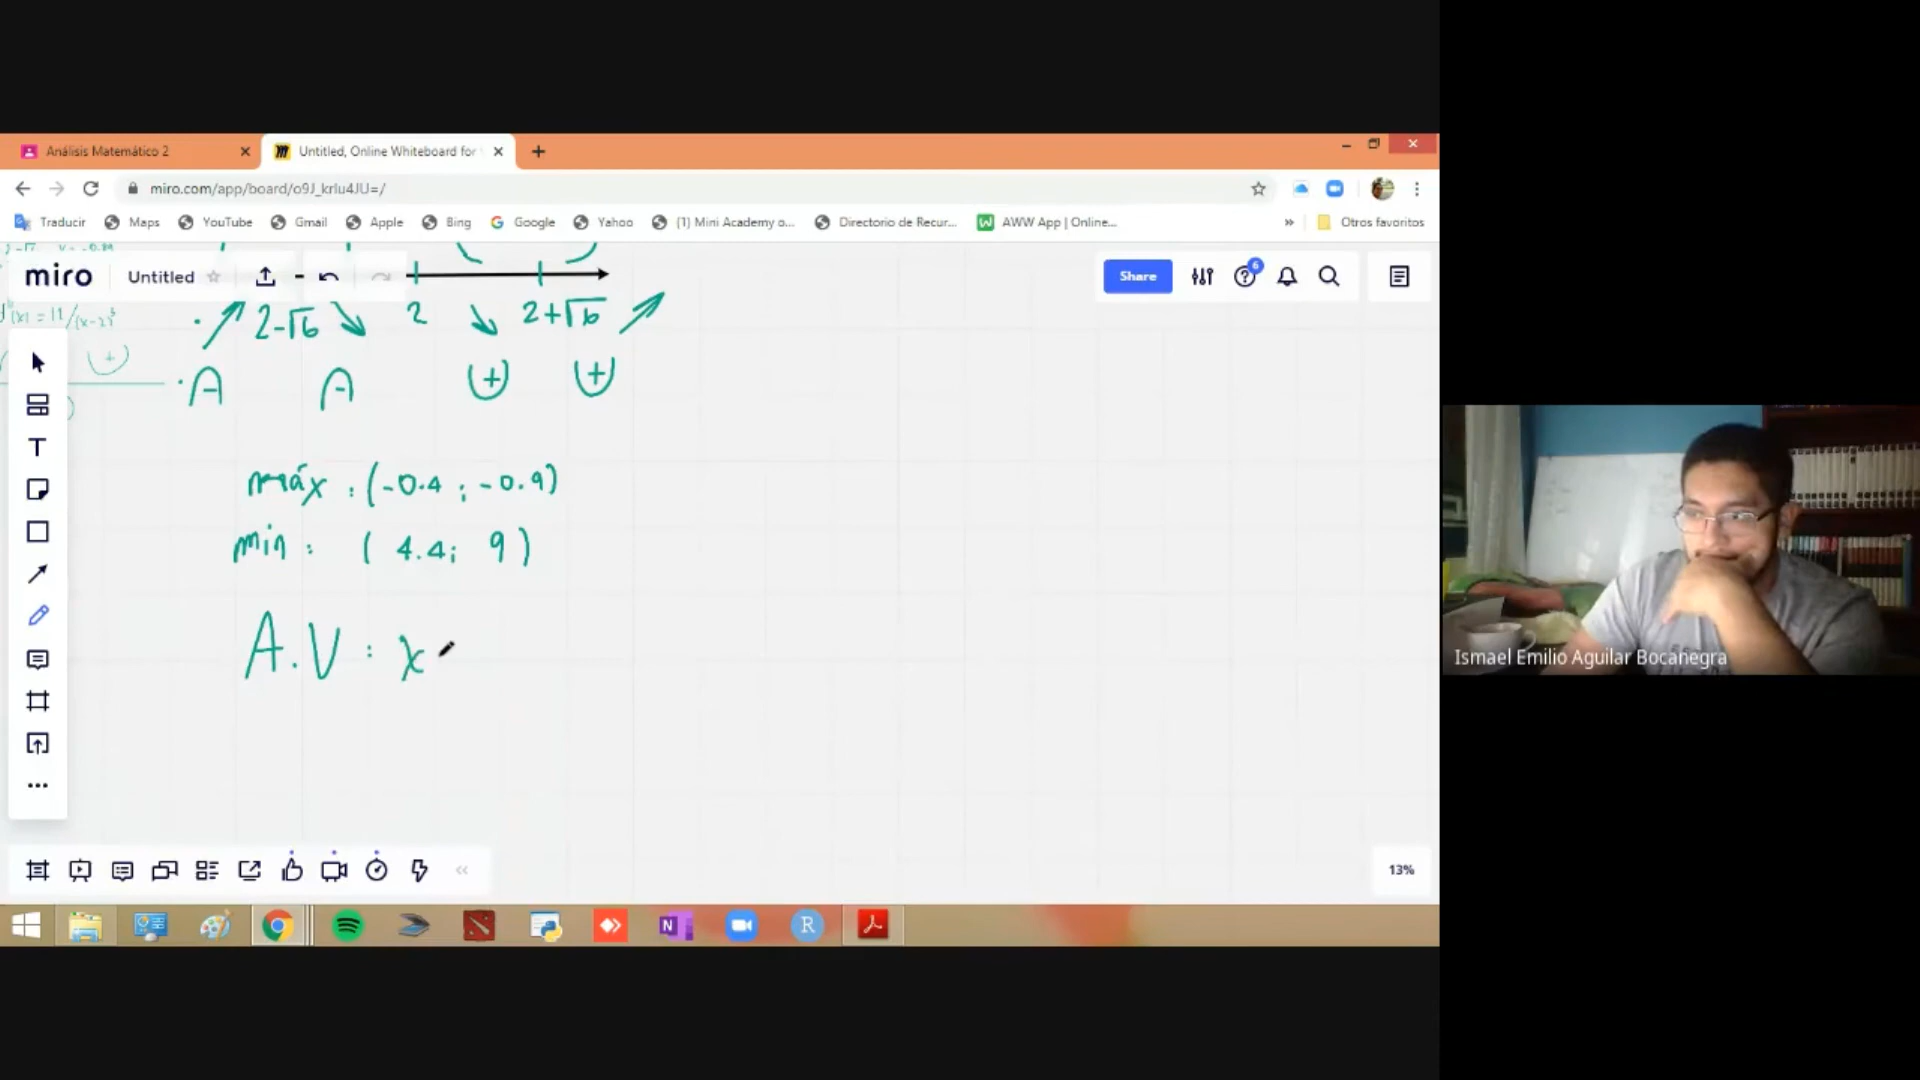 Análisis Matemático 2
Untitled, Online Whiteboard for
miro.com/app/board/o9J_krlu4JU=/
Traducir Maps YouTube Gmail Apple Bing Google Yahoo (1) Mini Academy o... Directorio de Recur... AWW App | Online... » Otros favoritos
miro Untitled
Share
6
2-√6 2 2+√6
+ +
máx : (-0.4 ; -0.9)
mín : ( 4.4; 9 )
A.V : x
T
13%
Ismael Emilio Aguilar Bocanegra